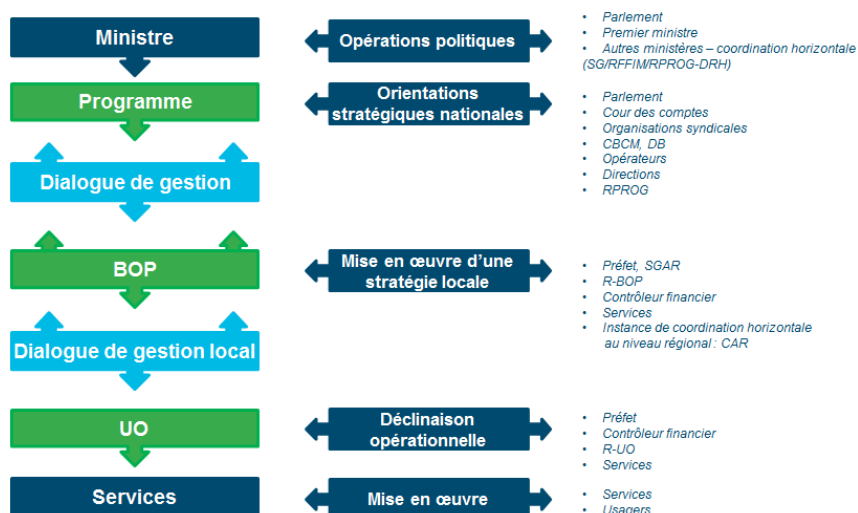 Ministre
Opérations politiques
• Parlement
• Premier ministre
• Autres ministères – coordination horizontale
(SG/RFFIM/RPROG-DRH)
Programme
Orientations
stratégiques nationales
• Parlement
• Cour des comptes
• Organisations syndicales
• CBCM, DB
• Opérateurs
• Directions
• RPROG
Dialogue de gestion
BOP
Mise en œuvre d'une
stratégie locale
• Préfet, SGAR
• R-BOP
• Contrôleur financier
• Services
• Instance de coordination horizontale
au niveau régional : CAR
Dialogue de gestion local
UO
Déclinaison
opérationnelle
• Préfet
• Contrôleur financier
• R-UO
• Services
Services
Mise en œuvre
• Services
• Usagers